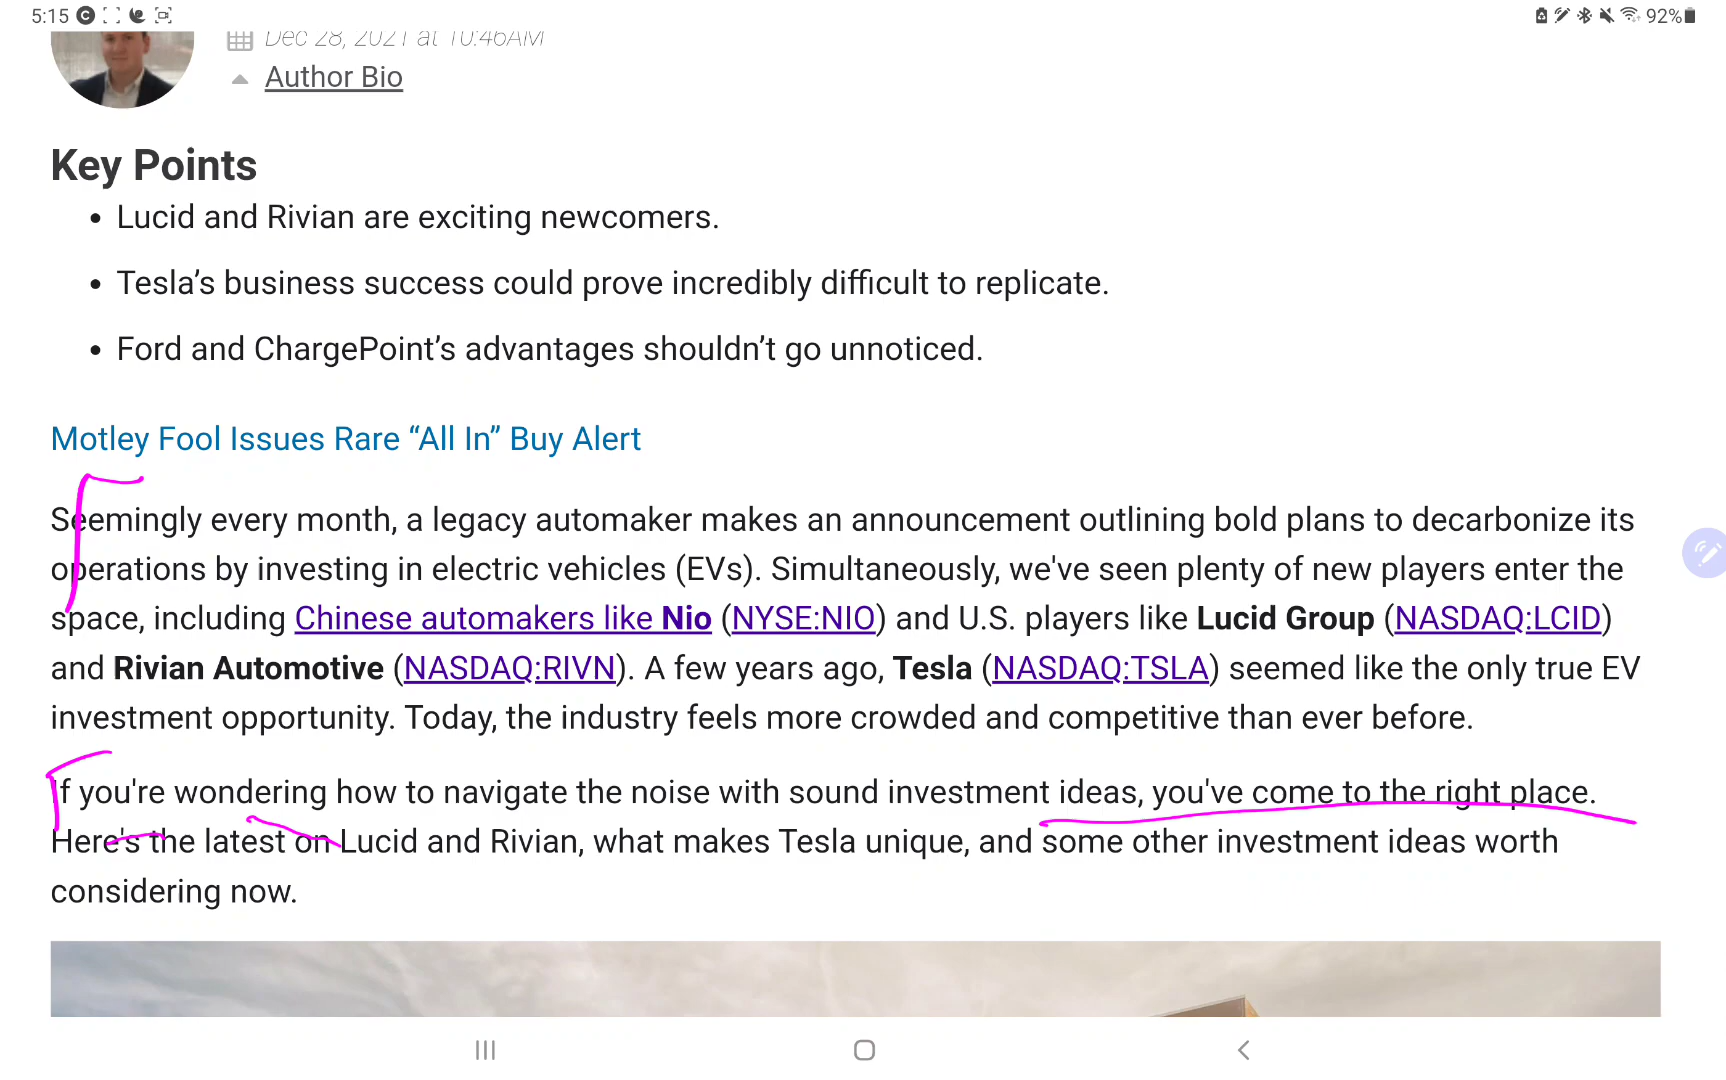 5:15
92%
Dec 28, 2021 at 10:46AM
Author Bio
Key Points
• Lucid and Rivian are exciting newcomers.
• Tesla’s business success could prove incredibly difficult to replicate.
• Ford and ChargePoint’s advantages shouldn’t go unnoticed.
Motley Fool Issues Rare “All In” Buy Alert
Seemingly every month, a legacy automaker makes an announcement outlining bold plans to decarbonize its
operations by investing in electric vehicles (EVs). Simultaneously, we've seen plenty of new players enter the
space, including Chinese automakers like Nio (NYSE:NIO) and U.S. players like Lucid Group (NASDAQ:LCID)
and Rivian Automotive (NASDAQ:RIVN). A few years ago, Tesla (NASDAQ:TSLA) seemed like the only true EV
investment opportunity. Today, the industry feels more crowded and competitive than ever before.
If you're wondering how to navigate the noise with sound investment ideas, you've come to the right place.
Here's the latest on Lucid and Rivian, what makes Tesla unique, and some other investment ideas worth
considering now.